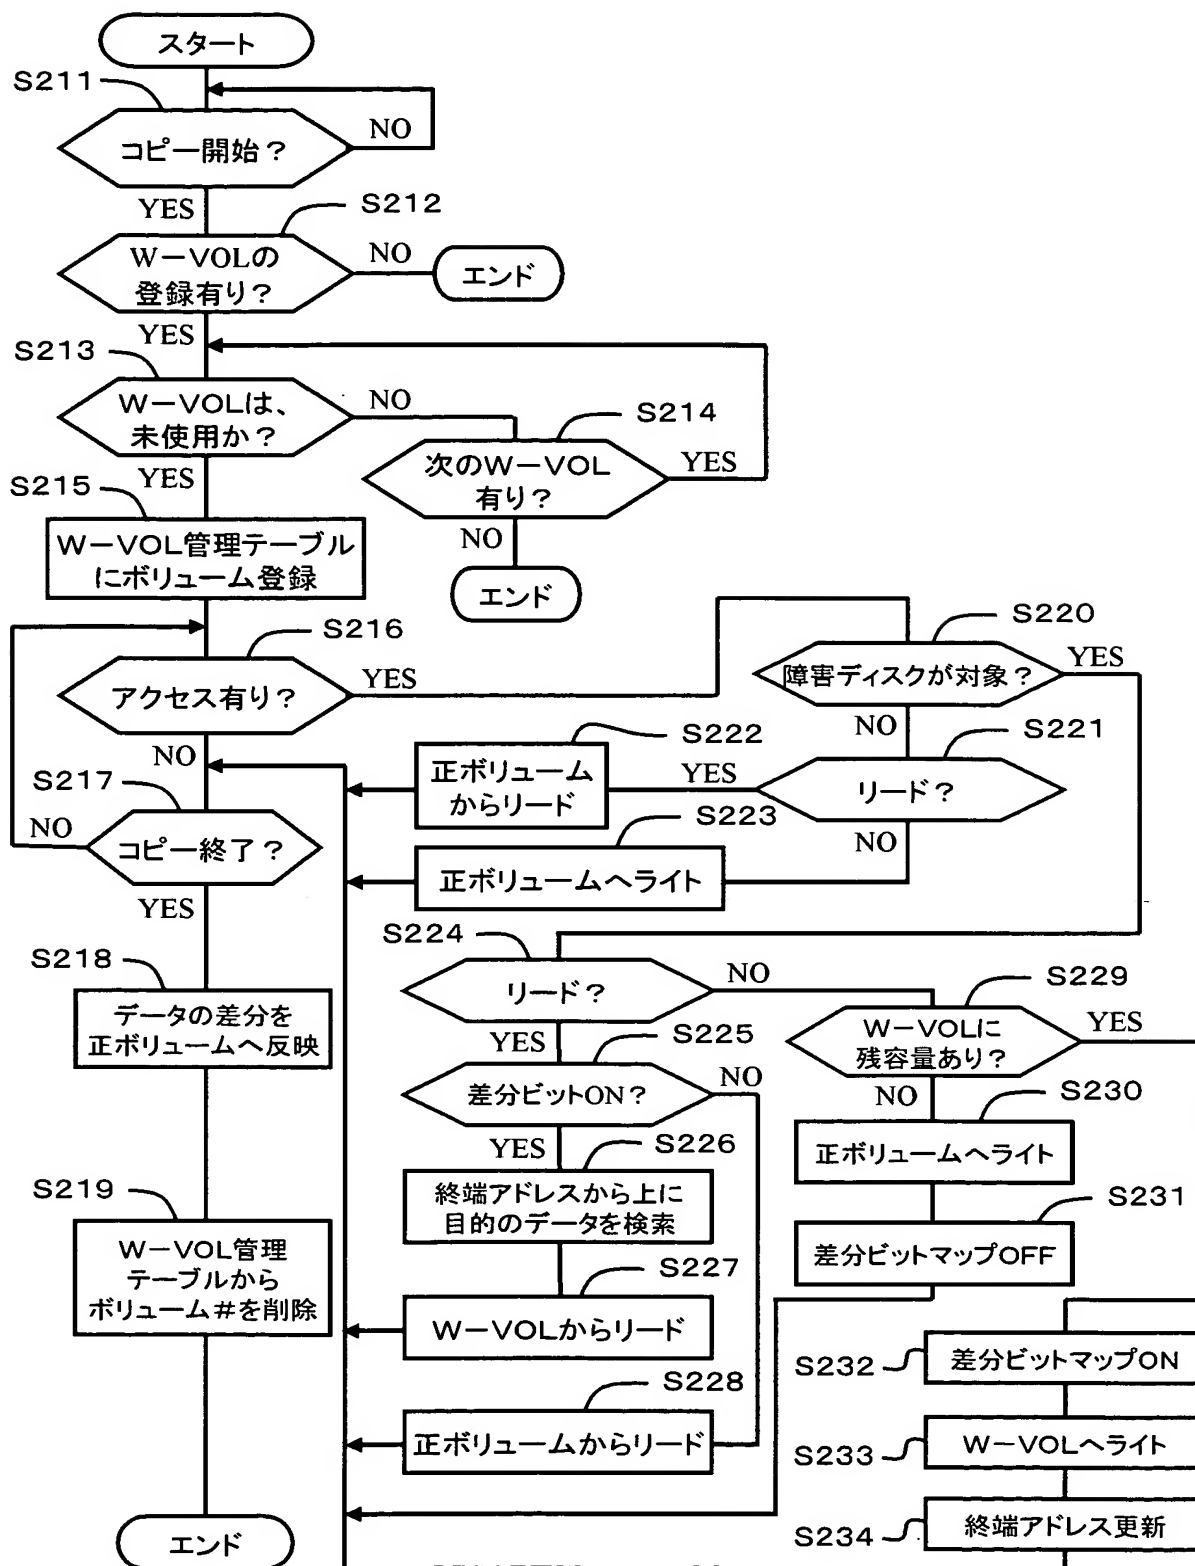 スタート
S211
コピー開始?
NO
YES
S212
W-VOLの
登録有り?
NO
エンド
YES
S213
W-VOLは、
未使用か?
NO
S214
次のW-VOL
有り?
YES
NO
エンド
YES
S215
W-VOL管理テーブル
にボリューム登録
S216
アクセス有り?
YES
NO
S217
コピー終了?
NO
YES
S218
データの差分を
正ボリュームへ反映
S219
W-VOL管理
テーブルから
ボリューム#を削除
エンド
S220
障害ディスクが対象?
YES
NO
S221
リード?
YES
NO
S222
正ボリューム
からリード
S223
正ボリュームへライト
S224
リード?
NO
YES
S225
差分ビットON?
NO
YES
S226
終端アドレスから上に
目的のデータを検索
S227
W-VOLからリード
S228
正ボリュームからリード
S229
W-VOLに
残容量あり?
YES
NO
S230
正ボリュームへライト
S231
差分ビットマップOFF
S232
差分ビットマップON
S233
W-VOLへライト
S234
終端アドレス更新